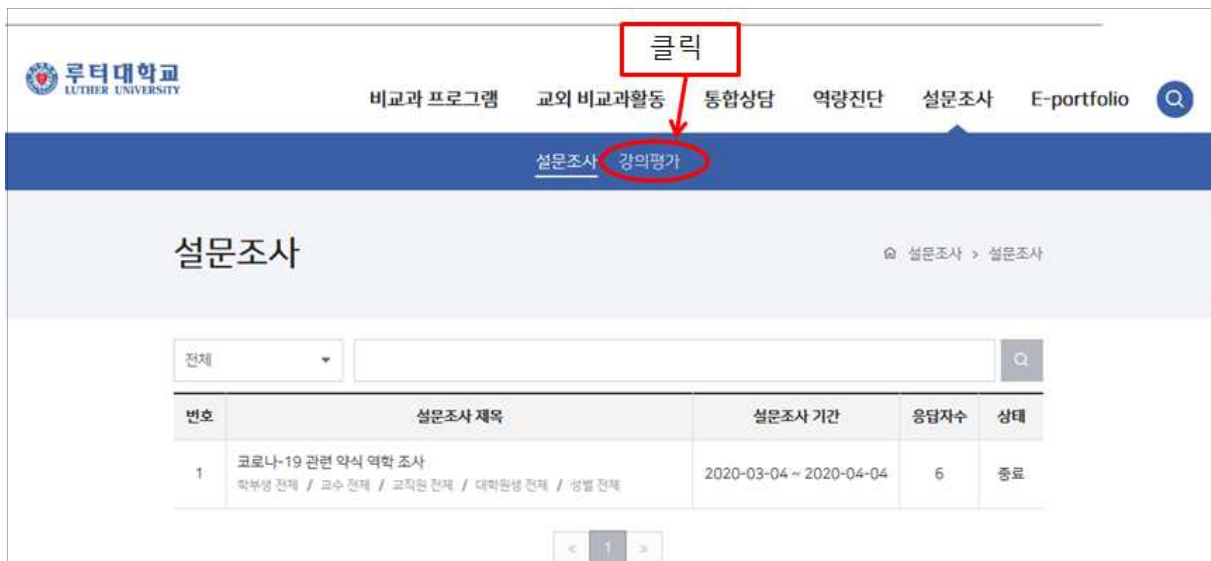 클릭
루터대학교
LUTHER UNIVERSITY
비교과 프로그램 교외 비교과활동 통합상담 역량진단 설문조사 E-portfolio
설문조사 강의평가
설문조사
설문조사 > 설문조사
전체
번호 설문조사 제목 설문조사 기간 응답자수 상태
1 코로나-19 관련 약식 역학 조사 2020-03-04 ~ 2020-04-04 6 종료
학부생 전체 / 교수 전체 / 교직원 전체 / 대학원생 전체 / 성별 전체
« 1 »